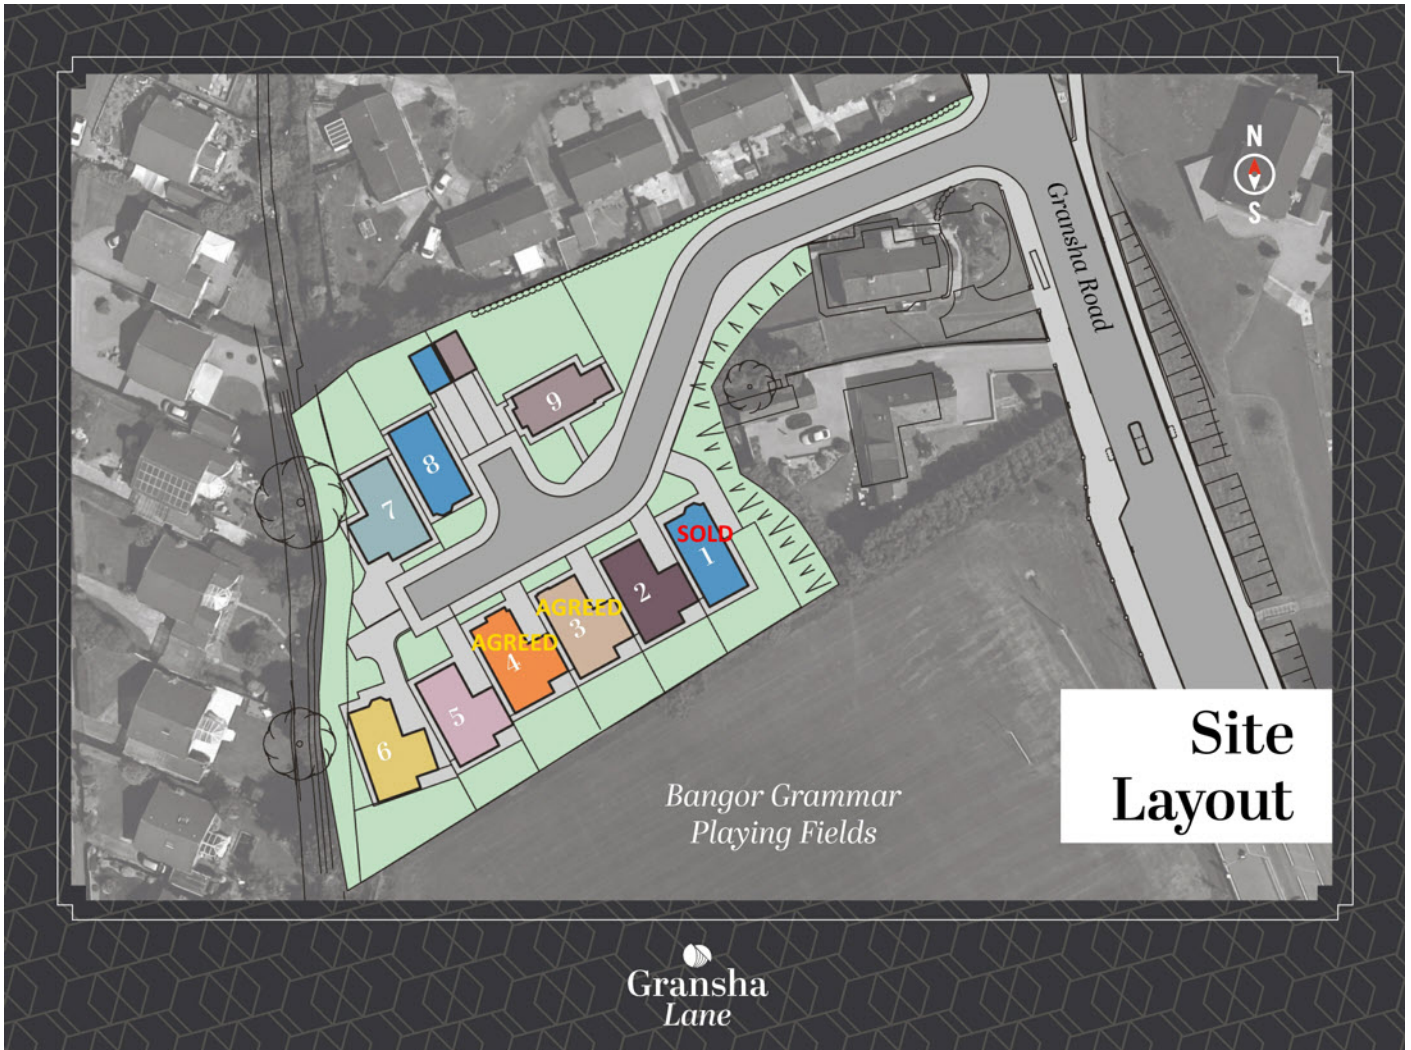 N
S
Gransha Road
9
8
7
SOLD
1
2
AGREED
3
AGREED
4
5
6
Site
Layout
Bangor Grammar
Playing Fields
Gransha
Lane